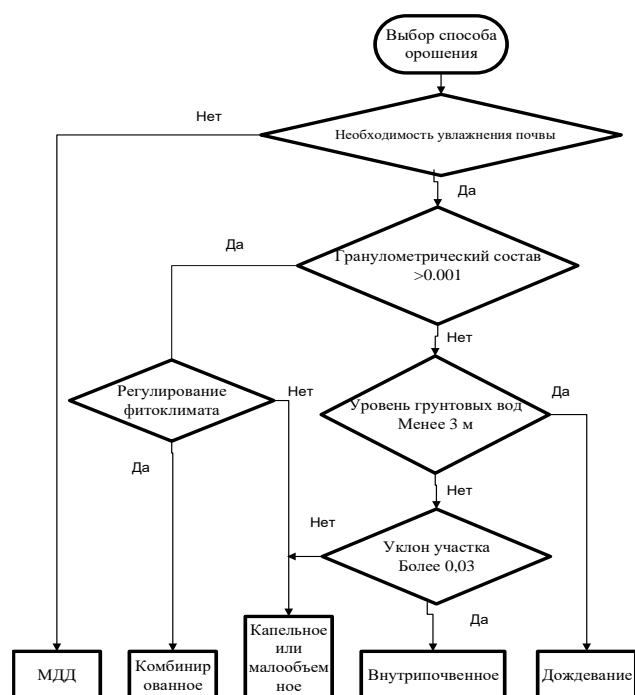 Выбор способа
орошения
Нет
Необходимость увлажнения почвы
Да
Да
Гранулометрический состав
>0.001
Нет
Регулирование
фитоклимата
Нет
Уровень грунтовых вод
Менее 3 м
Да
Да
Нет
Нет
Уклон участка
Более 0,03
Да
МДД
Комбинир
ованное
Капельное
или
малообъем
ное
Внутрипочвенное
Дождевание